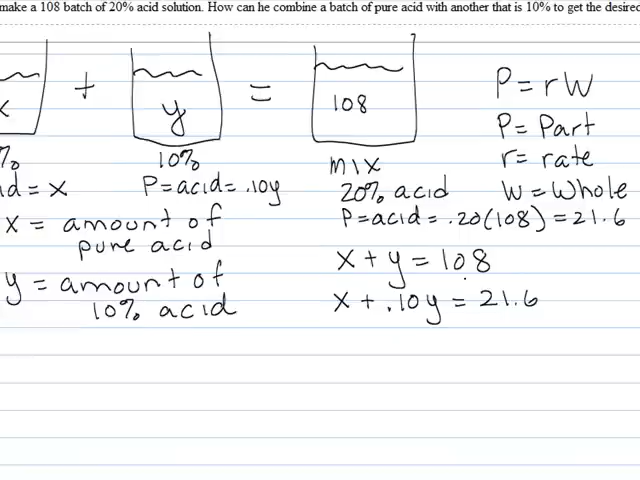 make a 108 batch of 20% acid solution. How can he combine a batch of pure acid with another that is 10% to get the desired
x + y = 108
10%
P=acid=.10y
mix
20% acid
P=acid=.20(108)=21.6
P=rW
P=Part
r=rate
W=Whole
%
id=x
x=amount of
pure acid
y=amount of
10% acid
x+y=108
x+.10y=21.6